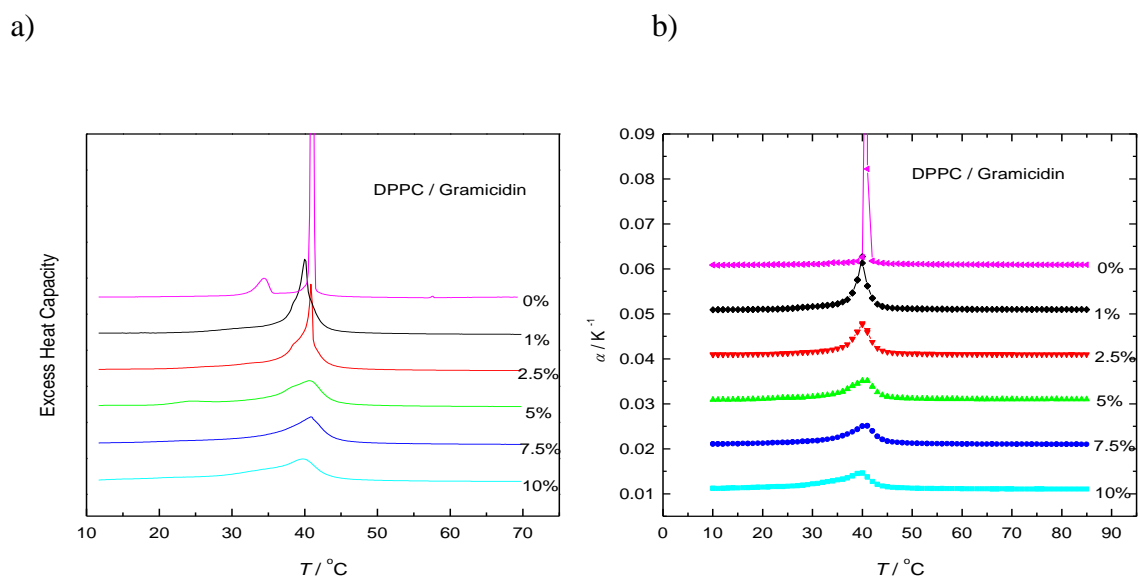 a)
b)
DPPC / Gramicidin
Excess Heat Capacity
0%
1%
2.5%
5%
7.5%
10%
10 20 30 40 50 60 70
T / °C
0.09
0.08
0.07
0.06
0.05
0.04
0.03
0.02
0.01
α / K⁻¹
DPPC / Gramicidin
0%
1%
2.5%
5%
7.5%
10%
0 10 20 30 40 50 60 70 80 90
T / °C